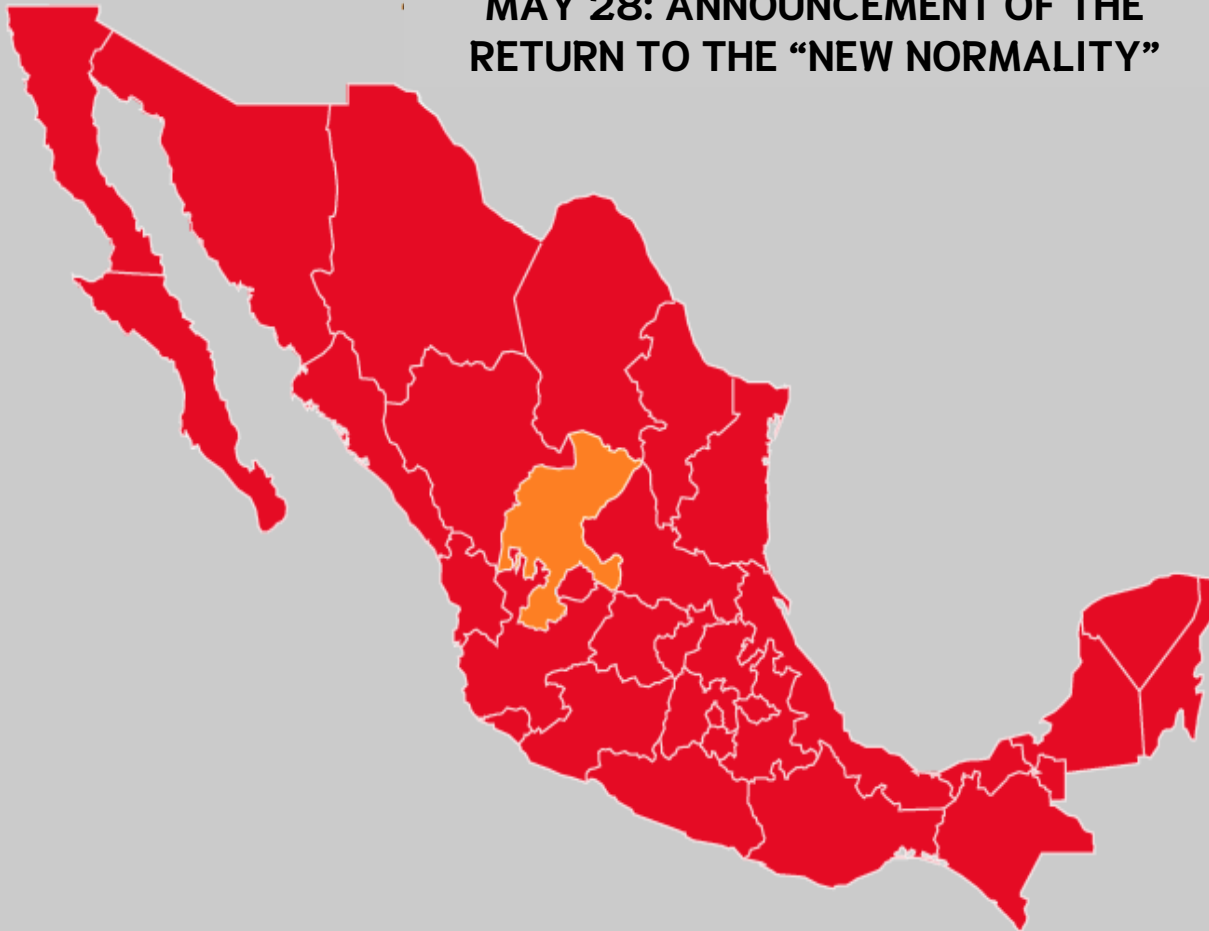 MAY 28: ANNOUNCEMENT OF THE
RETURN TO THE “NEW NORMALITY”